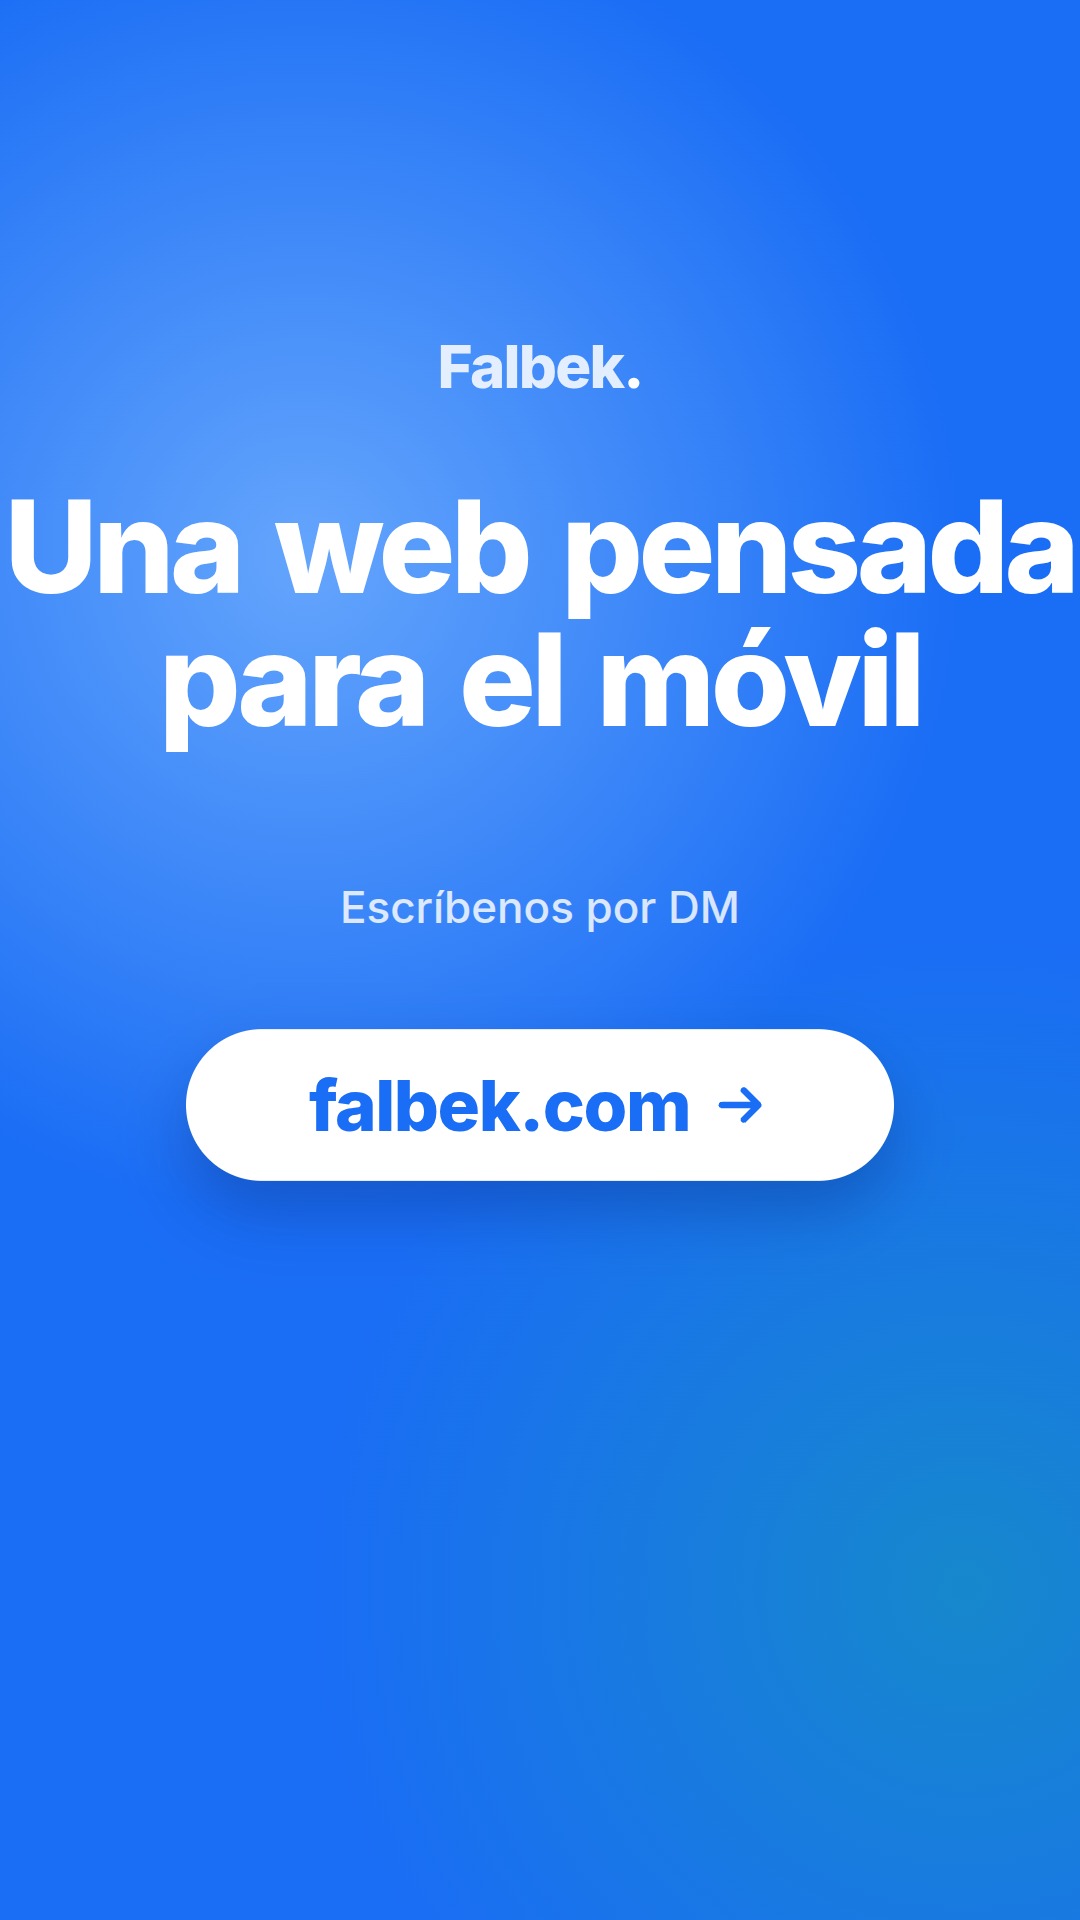 Falbek.
Una web pensada
para el móvil
Escríbenos por DM
falbek.com →